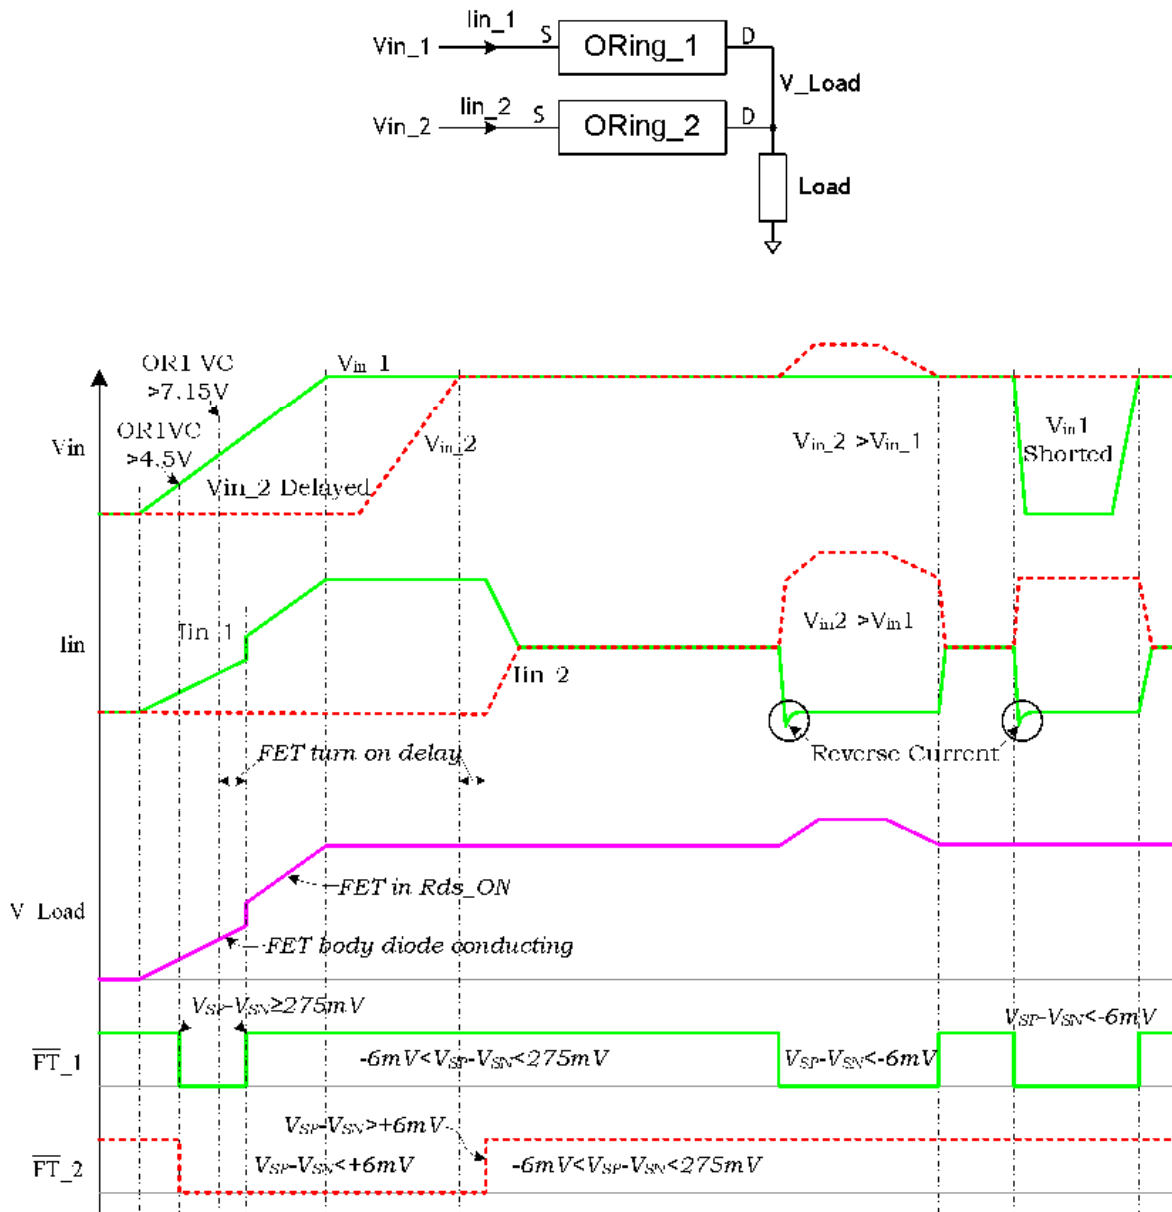 Iin_1
Vin_1
S
ORing_1
D
V_Load
Iin_2
Vin_2
S
ORing_2
D
Load
OR1 VC
>7.15V
Vin_1
OR1VC
>4.5V
Vin
Vin_2 Delayed
Vin_2
Vin_2 >Vin_1
Vin1
Shorted
Iin
Iin_1
Iin_2
Vin2 >Vin1
Reverse Current
FET turn on delay
FET in Rds_ON
V_Load
FET body diode conducting
VSP-VSN≥275mV
VSP-VSN<-6mV
FT_1
-6mV<VSP-VSN<275mV
VSP-VSN<-6mV
VSP-VSN>+6mV
FT_2
VSP-VSN<+6mV
-6mV<VSP-VSN<275mV